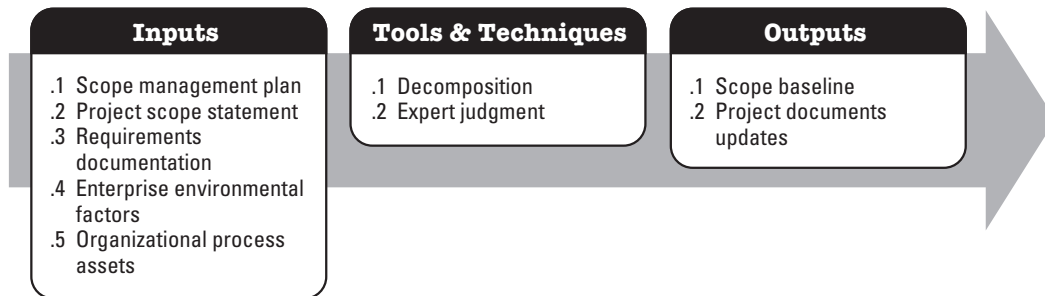 Inputs
.1 Scope management plan
.2 Project scope statement
.3 Requirements
documentation
.4 Enterprise environmental
factors
.5 Organizational process
assets
Tools & Techniques
.1 Decomposition
.2 Expert judgment
Outputs
.1 Scope baseline
.2 Project documents
updates